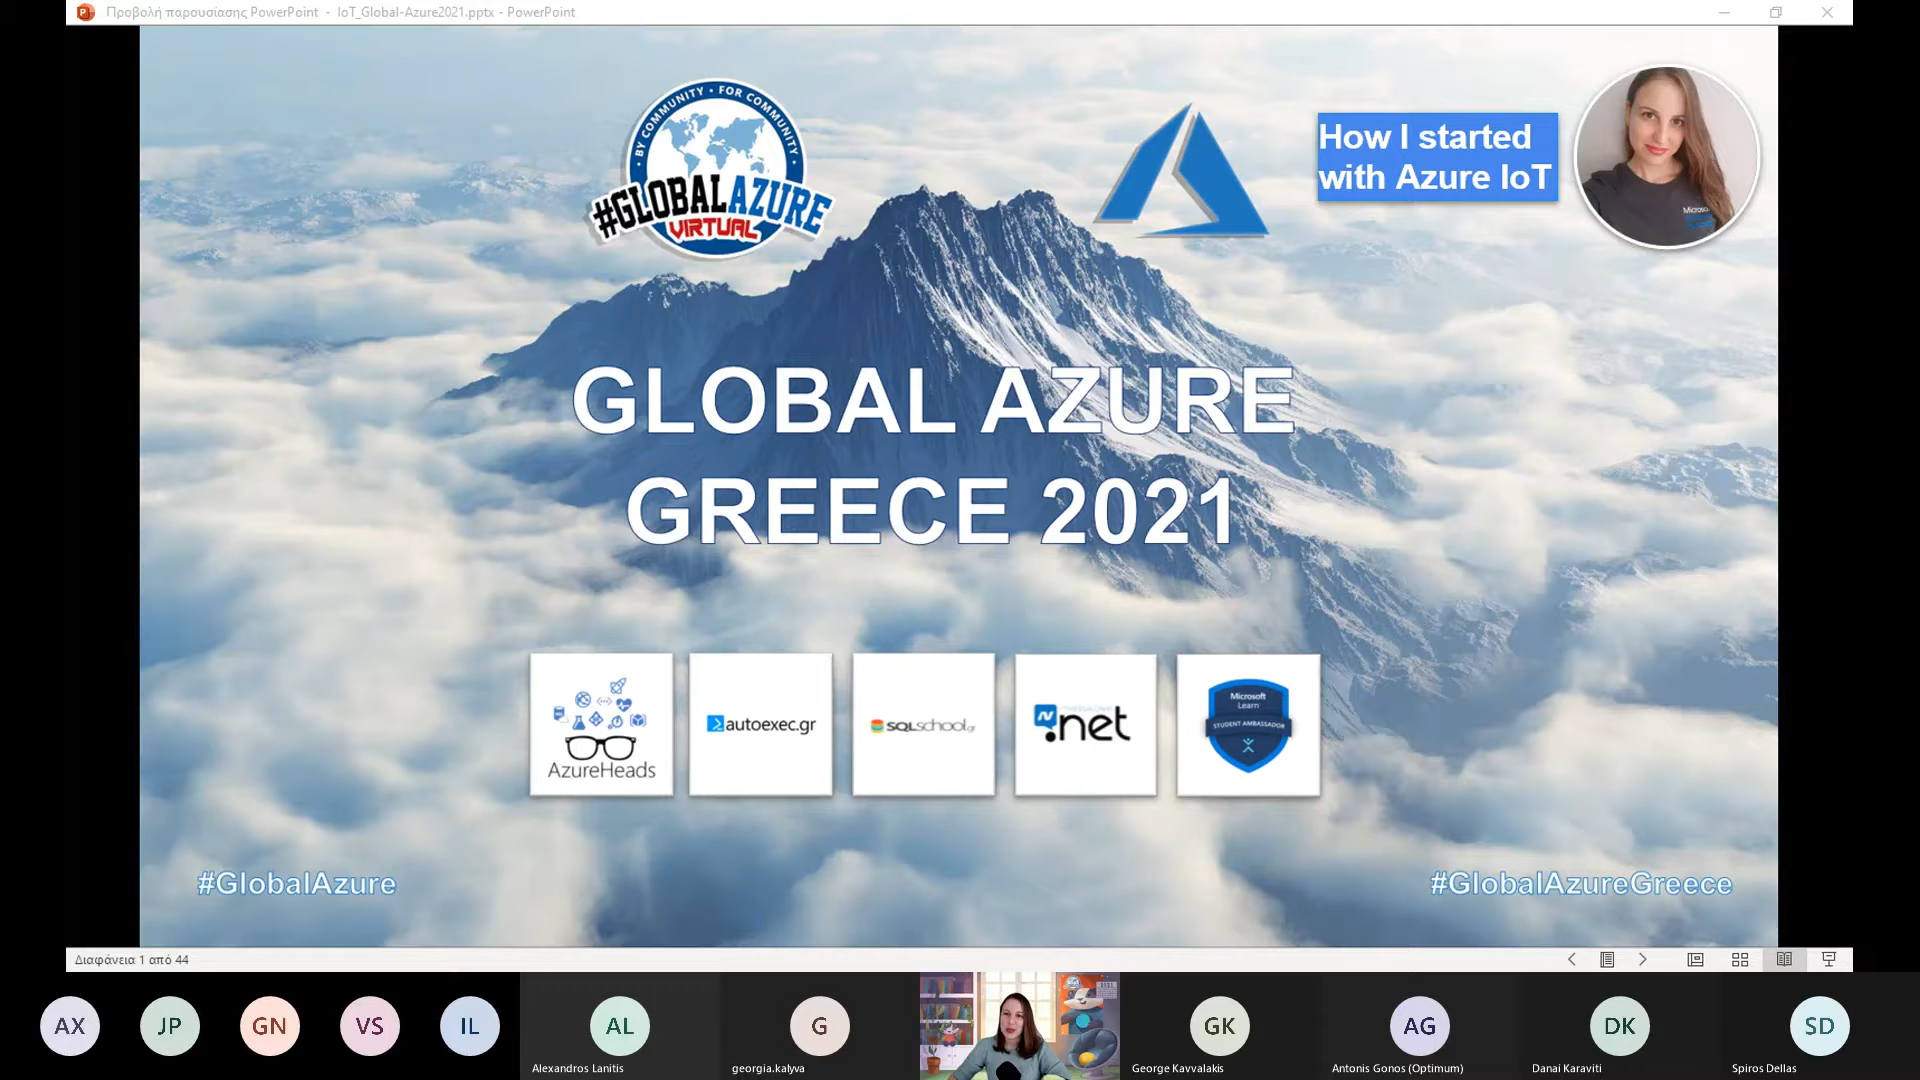 Προβολή παρουσίασης PowerPoint - IoT_Global-Azure2021.pptx - PowerPoint
BY COMMUNITY • FOR COMMUNITY
#GLOBALAZURE
VIRTUAL
How I started
with Azure IoT
GLOBAL AZURE
GREECE 2021
AzureHeads
autoexec.gr
SQLschool.gr
.net
Microsoft
Learn
STUDENT AMBASSADOR
#GlobalAzure
#GlobalAzureGreece
Διαφάνεια 1 από 44
AX
JP
GN
VS
IL
AL
G
GK
AG
DK
SD
Alexandros Lanitis
georgia.kalyva
George Kavvalakis
Antonis Gonos (Optimum)
Danai Karaviti
Spiros Dellas